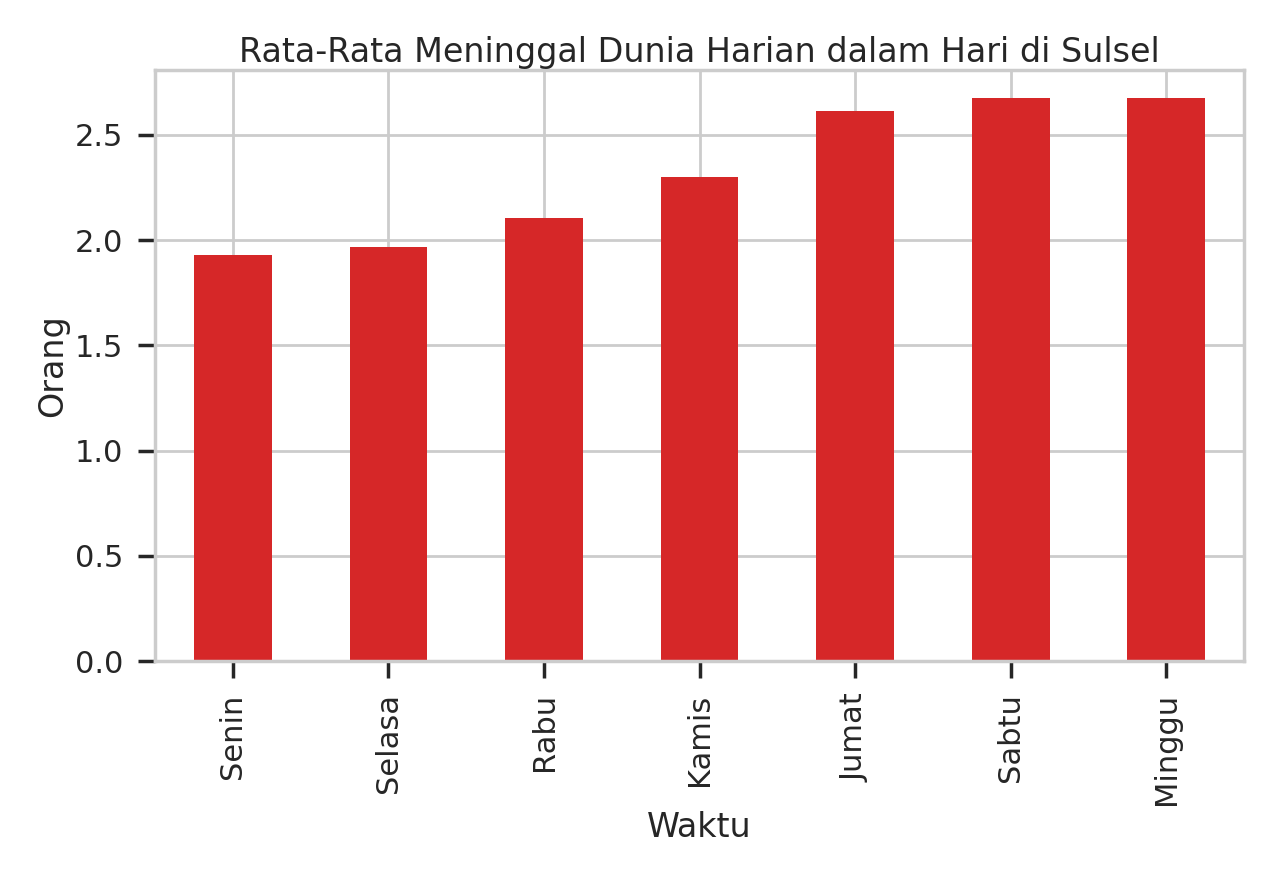 Rata-Rata Meninggal Dunia Harian dalam Hari di Sulsel
2.5
2.0
1.5
1.0
0.5
0.0
Orang
Senin
Selasa
Rabu
Kamis
Jumat
Sabtu
Minggu
Waktu